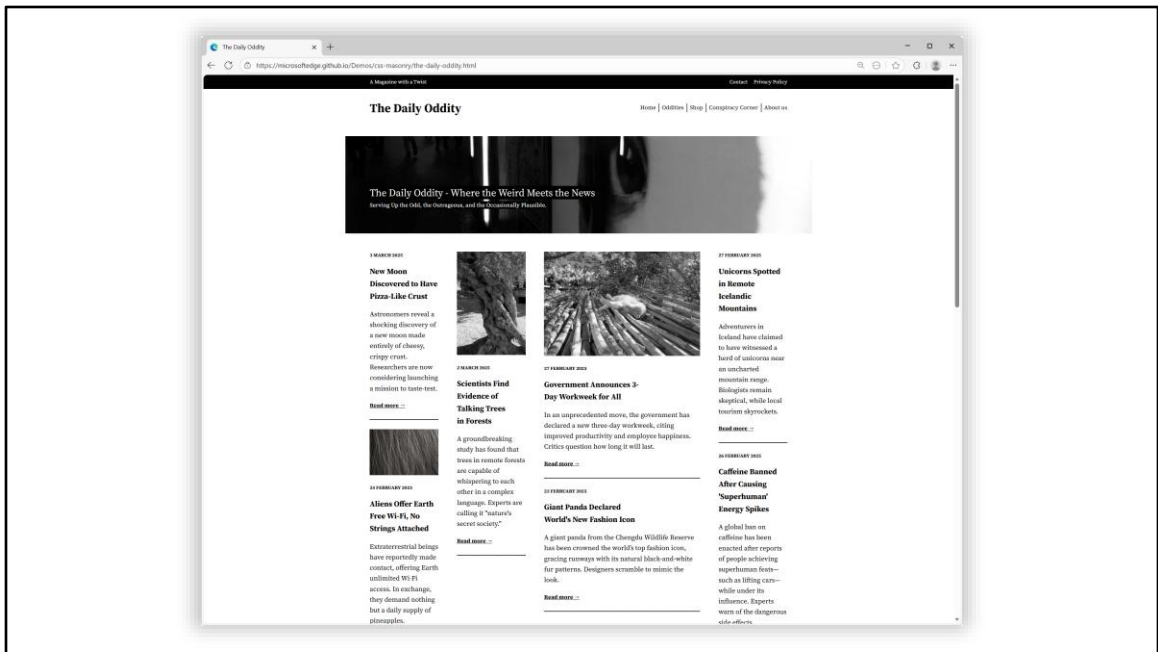 The Daily Oddity
https://microsoftedge.github.io/Demos/css-masonry/the-daily-oddity.html
A Magazine with a Twist
Contact Privacy Policy
The Daily Oddity
Home | Oddities | Shop | Conspiracy Corner | About us
The Daily Oddity - Where the Weird Meets the News
Serving Up the Odd, the Outrageous, and the Occasionally Plausible.
3 MARCH 2025
New Moon
Discovered to Have
Pizza-Like Crust
Astronomers reveal a
shocking discovery of
a new moon made
entirely of cheesy,
crispy crust.
Researchers are now
considering launching
a mission to taste-test.
Read more →
24 FEBRUARY 2025
Aliens Offer Earth
Free Wi-Fi, No
Strings Attached
Extraterrestrial beings
have reportedly made
contact, offering Earth
unlimited Wi-Fi
access. In exchange,
they demand nothing
but a daily supply of
pineapples.
2 MARCH 2025
Scientists Find
Evidence of
Talking Trees
in Forests
A groundbreaking
study has found that
trees in remote forests
are capable of
whispering to each
other in a complex
language. Experts are
calling it "nature's
secret society."
Read more →
27 FEBRUARY 2025
Government Announces 3-
Day Workweek for All
In an unprecedented move, the government has
declared a new three-day workweek, citing
improved productivity and employee happiness.
Critics question how long it will last.
Read more →
23 FEBRUARY 2025
Giant Panda Declared
World's New Fashion Icon
A giant panda from the Chengdu Wildlife Reserve
has been crowned the world's top fashion icon,
gracing runways with its natural black-and-white
fur patterns. Designers scramble to mimic the
look.
Read more →
27 FEBRUARY 2025
Unicorns Spotted
in Remote
Icelandic
Mountains
Adventurers in
Iceland have claimed
to have witnessed a
herd of unicorns near
an uncharted
mountain range.
Biologists remain
skeptical, while local
tourism skyrockets.
Read more →
26 FEBRUARY 2025
Caffeine Banned
After Causing
'Superhuman'
Energy Spikes
A global ban on
caffeine has been
enacted after reports
of people achieving
superhuman feats—
such as lifting cars—
while under its
influence. Experts
warn of the dangerous
side effects